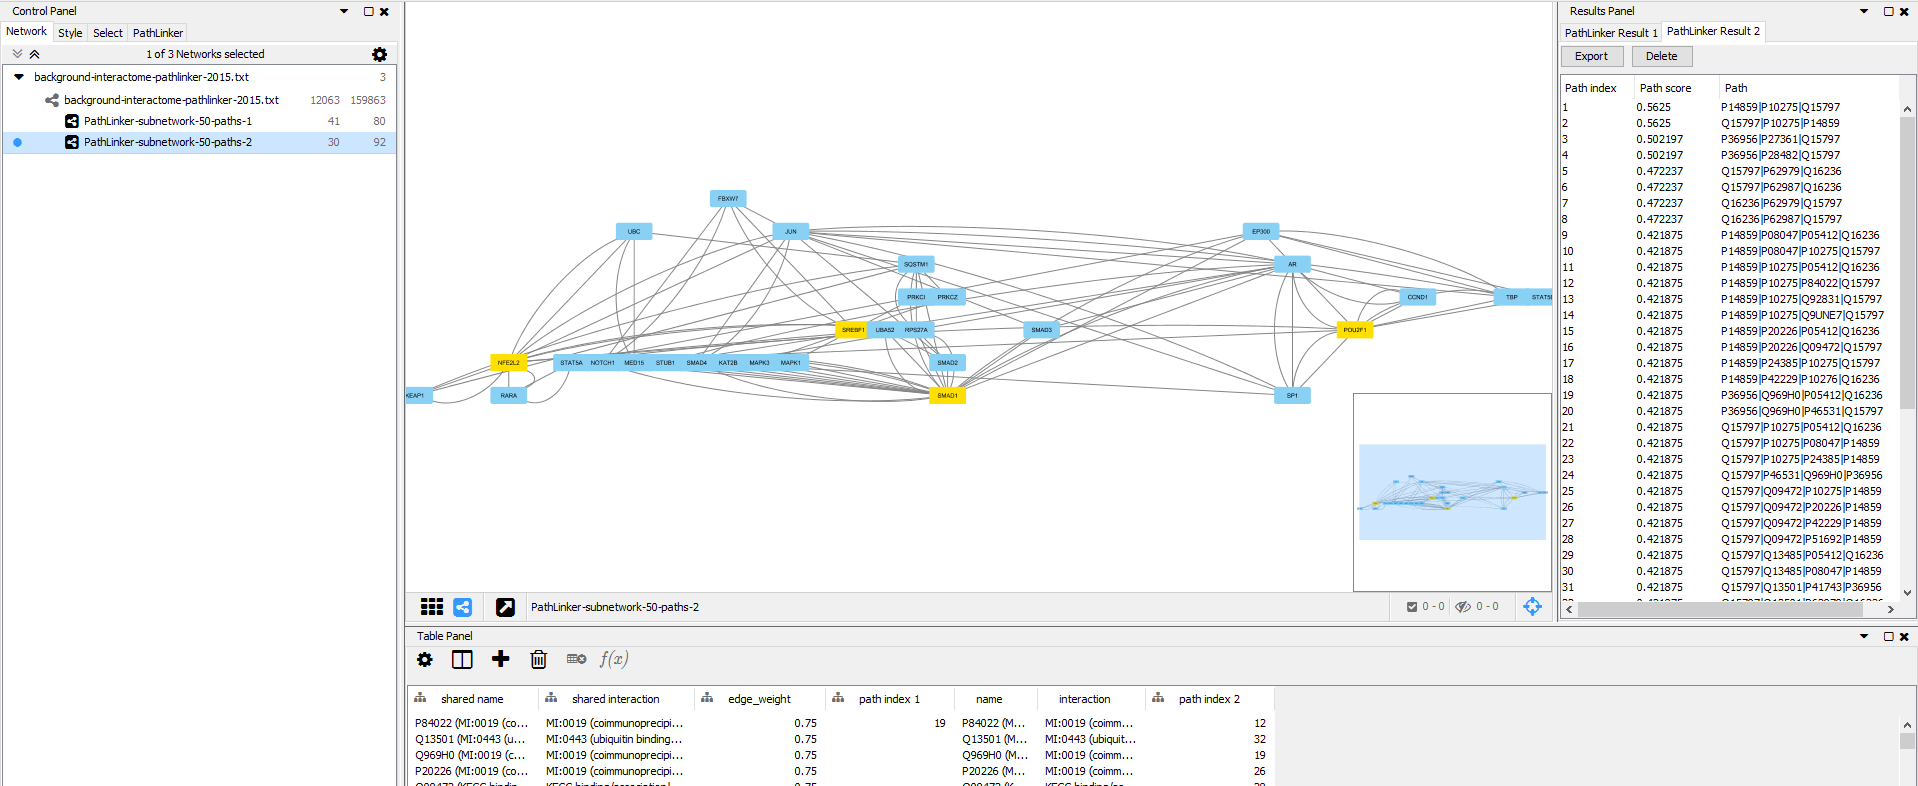 Control Panel
Network Style Select PathLinker
1 of 3 Networks selected
background-interactome-pathlinker-2015.txt 3
background-interactome-pathlinker-2015.txt 12063 159863
PathLinker-subnetwork-50-paths-1 41 80
PathLinker-subnetwork-50-paths-2 30 92
FBXW7
UBC JUN EP300
SQSTM1 AR
PRKCI PRKCZ CCND1 TBP
SREBF1 UBA52 RPS27A SMAD3 POU2F1
NFE2L2 STAT5A NOTCH1 MED15 STUB1 SMAD4 KAT2B MAPK3 MAPK1 SMAD2
KEAP1 RARA SMAD1 SP1
PathLinker-subnetwork-50-paths-2 0 - 0 0 - 0
Results Panel
PathLinker Result 1 PathLinker Result 2
Export Delete
Path index Path score Path
1 0.5625 P14859|P10275|Q15797
2 0.5625 Q15797|P10275|P14859
3 0.502197 P36956|P27361|Q15797
4 0.502197 P36956|P28482|Q15797
5 0.472237 Q15797|P62979|Q16236
6 0.472237 Q15797|P62987|Q16236
7 0.472237 Q16236|P62979|Q15797
8 0.472237 Q16236|P62987|Q15797
9 0.421875 P14859|P08047|P05412|Q16236
10 0.421875 P14859|P08047|P10275|Q15797
11 0.421875 P14859|P10275|P05412|Q16236
12 0.421875 P14859|P10275|P84022|Q15797
13 0.421875 P14859|P10275|Q92831|Q15797
14 0.421875 P14859|P10275|Q9UNE7|Q15797
15 0.421875 P14859|P20226|P05412|Q16236
16 0.421875 P14859|P20226|Q09472|Q15797
17 0.421875 P14859|P24385|P10275|Q15797
18 0.421875 P14859|P42229|P10276|Q16236
19 0.421875 P36956|Q969H0|P05412|Q16236
20 0.421875 P36956|Q969H0|P46531|Q15797
21 0.421875 Q15797|P10275|P05412|Q16236
22 0.421875 Q15797|P10275|P08047|P14859
23 0.421875 Q15797|P10275|P24385|P14859
24 0.421875 Q15797|P46531|Q969H0|P36956
25 0.421875 Q15797|Q09472|P10275|P14859
26 0.421875 Q15797|Q09472|P20226|P14859
27 0.421875 Q15797|Q09472|P42229|P14859
28 0.421875 Q15797|Q09472|P51692|P14859
29 0.421875 Q15797|Q13485|P05412|Q16236
30 0.421875 Q15797|Q13485|P08047|P14859
31 0.421875 Q15797|Q13501|P41743|P36956
Table Panel
f(x)
shared name shared interaction edge_weight path index 1 name interaction path index 2
P84022 (MI:0019 (co... MI:0019 (coimmunoprecipi... 0.75 19 P84022 (M... MI:0019 (coimm... 12
Q13501 (MI:0443 (u... MI:0443 (ubiquitin binding... 0.75 Q13501 (M... MI:0443 (ubiquit... 32
Q969H0 (MI:0019 (c... MI:0019 (coimmunoprecipi... 0.75 Q969H0 (M... MI:0019 (coimm... 19
P20226 (MI:0019 (co... MI:0019 (coimmunoprecipi... 0.75 P20226 (M... MI:0019 (coimm... 26